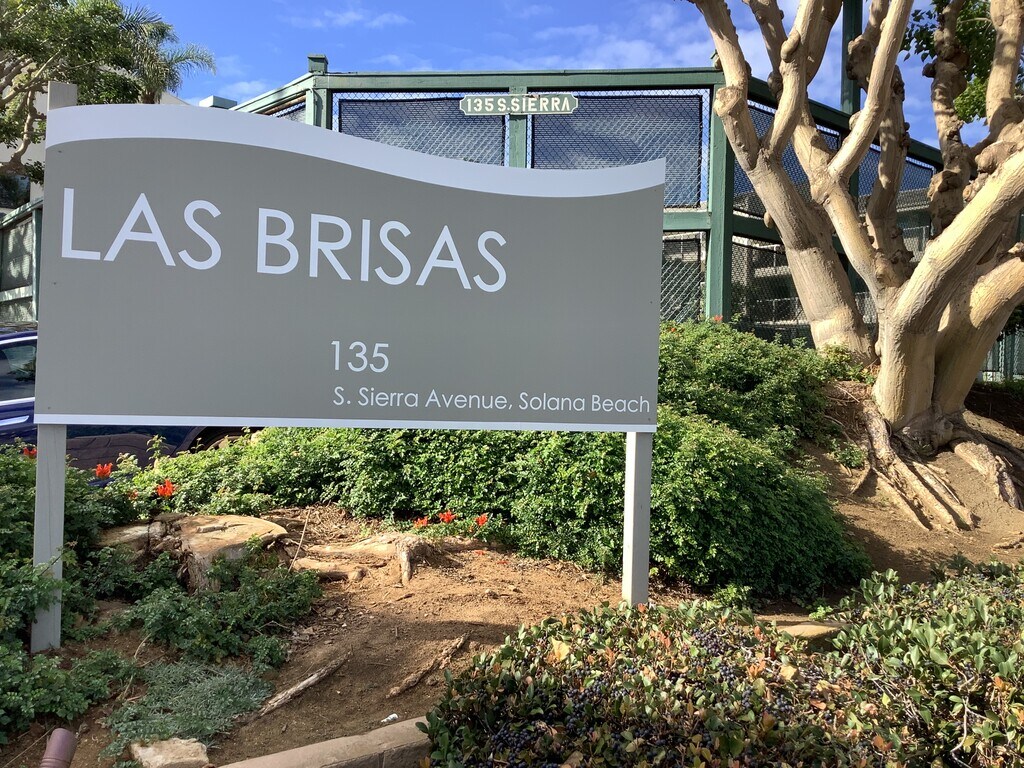 135 S. SIERRA
LAS BRISAS
135
S. Sierra Avenue, Solana Beach